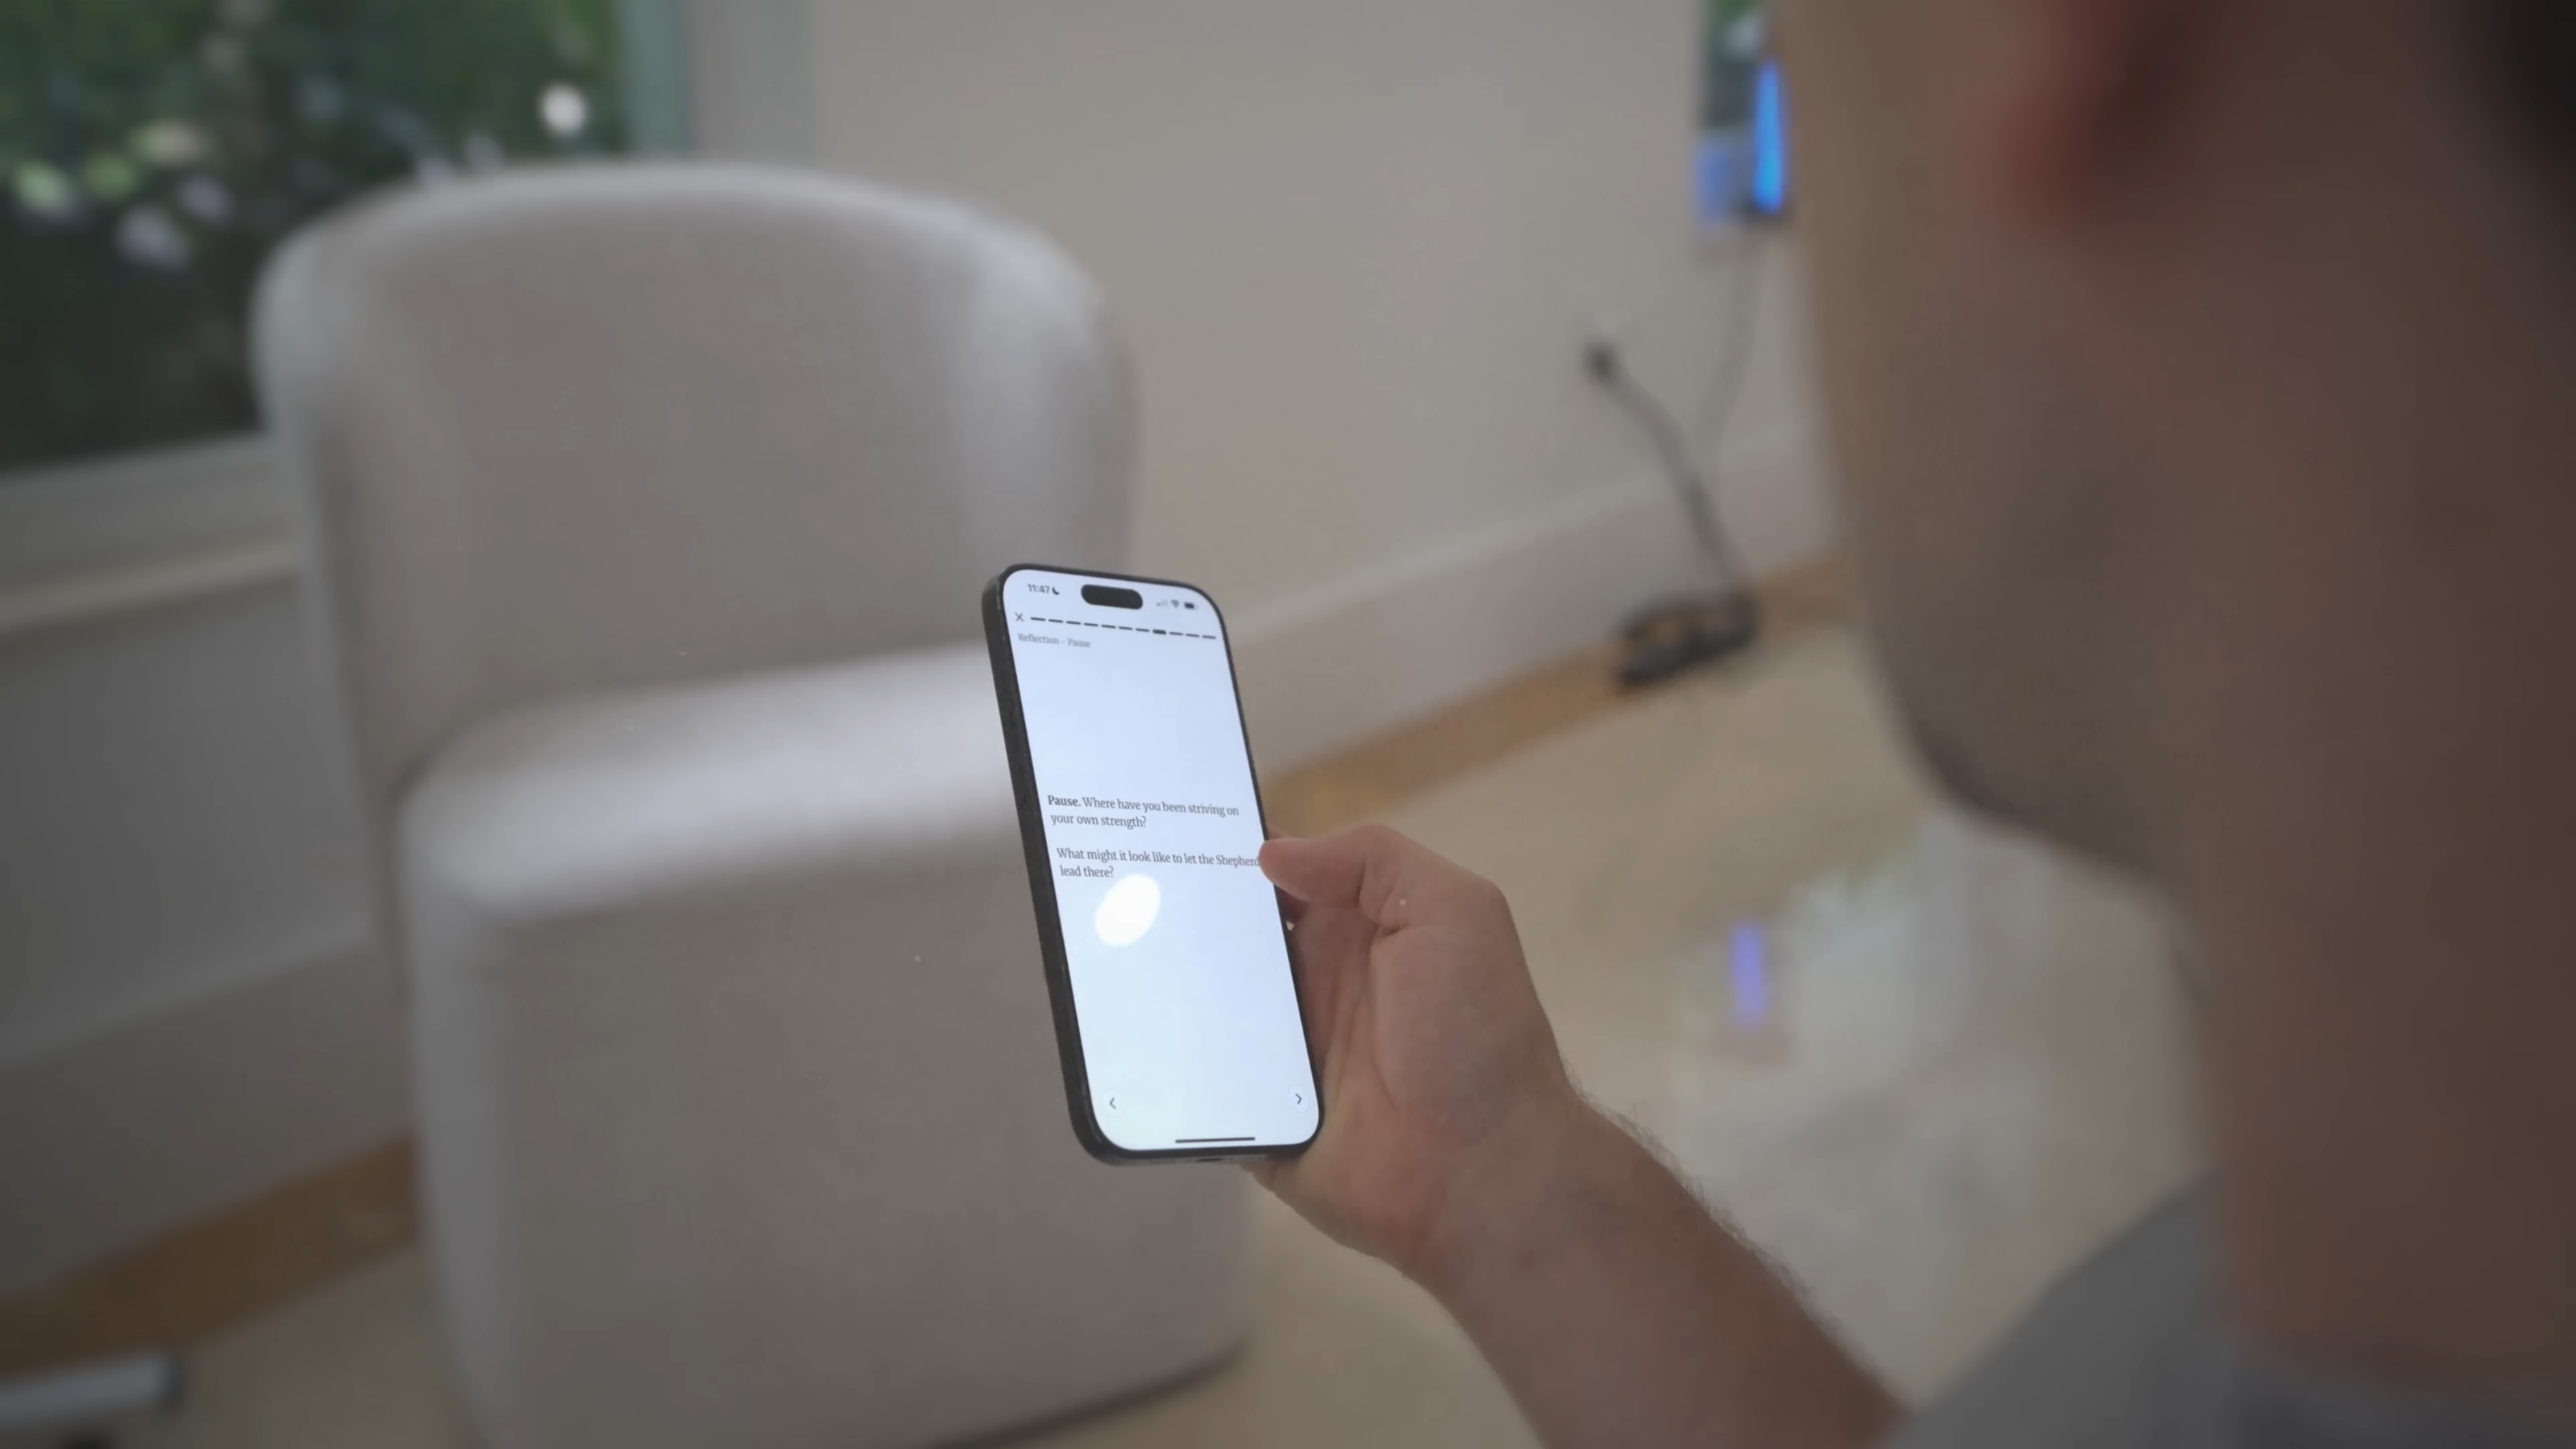 11:47
Reflection - Pause
Pause. Where have you been striving on
your own strength?
What might it look like to let the Shepherd
lead there?